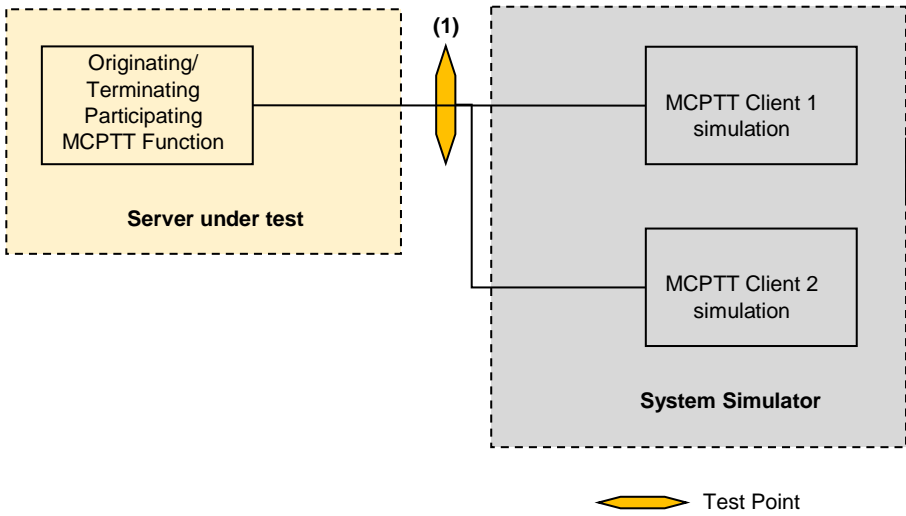 (1)
Originating/
Terminating
Participating
MCPTT Function
Server under test
MCPTT Client 1
simulation
MCPTT Client 2
simulation
System Simulator
Test Point